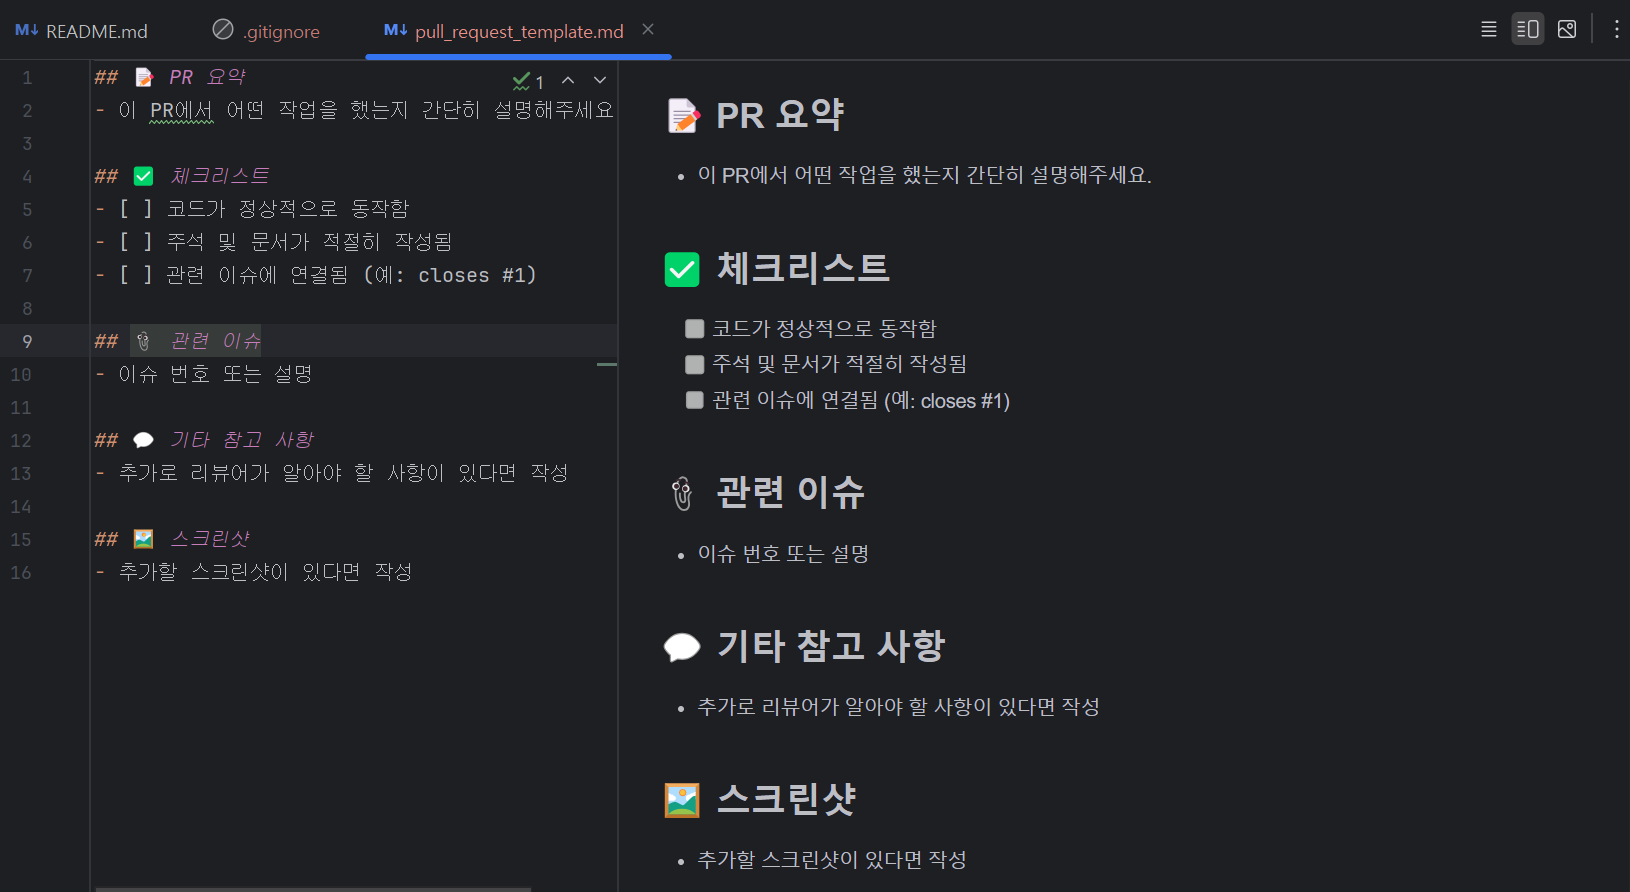 M↓ README.md .gitignore M↓ pull_request_template.md
1 ## 📝 PR 요약
1
2 - 이 PR에서 어떤 작업을 했는지 간단히 설명해주세요
3
4 ## ✅ 체크리스트
5 - [ ] 코드가 정상적으로 동작함
6 - [ ] 주석 및 문서가 적절히 작성됨
7 - [ ] 관련 이슈에 연결됨 (예: closes #1)
8
9 ## 📎 관련 이슈
10 - 이슈 번호 또는 설명
11
12 ## 💬 기타 참고 사항
13 - 추가로 리뷰어가 알아야 할 사항이 있다면 작성
14
15 ## 🖼️ 스크린샷
16 - 추가할 스크린샷이 있다면 작성
📝 PR 요약
• 이 PR에서 어떤 작업을 했는지 간단히 설명해주세요.
✅ 체크리스트
코드가 정상적으로 동작함
주석 및 문서가 적절히 작성됨
관련 이슈에 연결됨 (예: closes #1)
📎 관련 이슈
• 이슈 번호 또는 설명
💬 기타 참고 사항
• 추가로 리뷰어가 알아야 할 사항이 있다면 작성
🖼️ 스크린샷
• 추가할 스크린샷이 있다면 작성